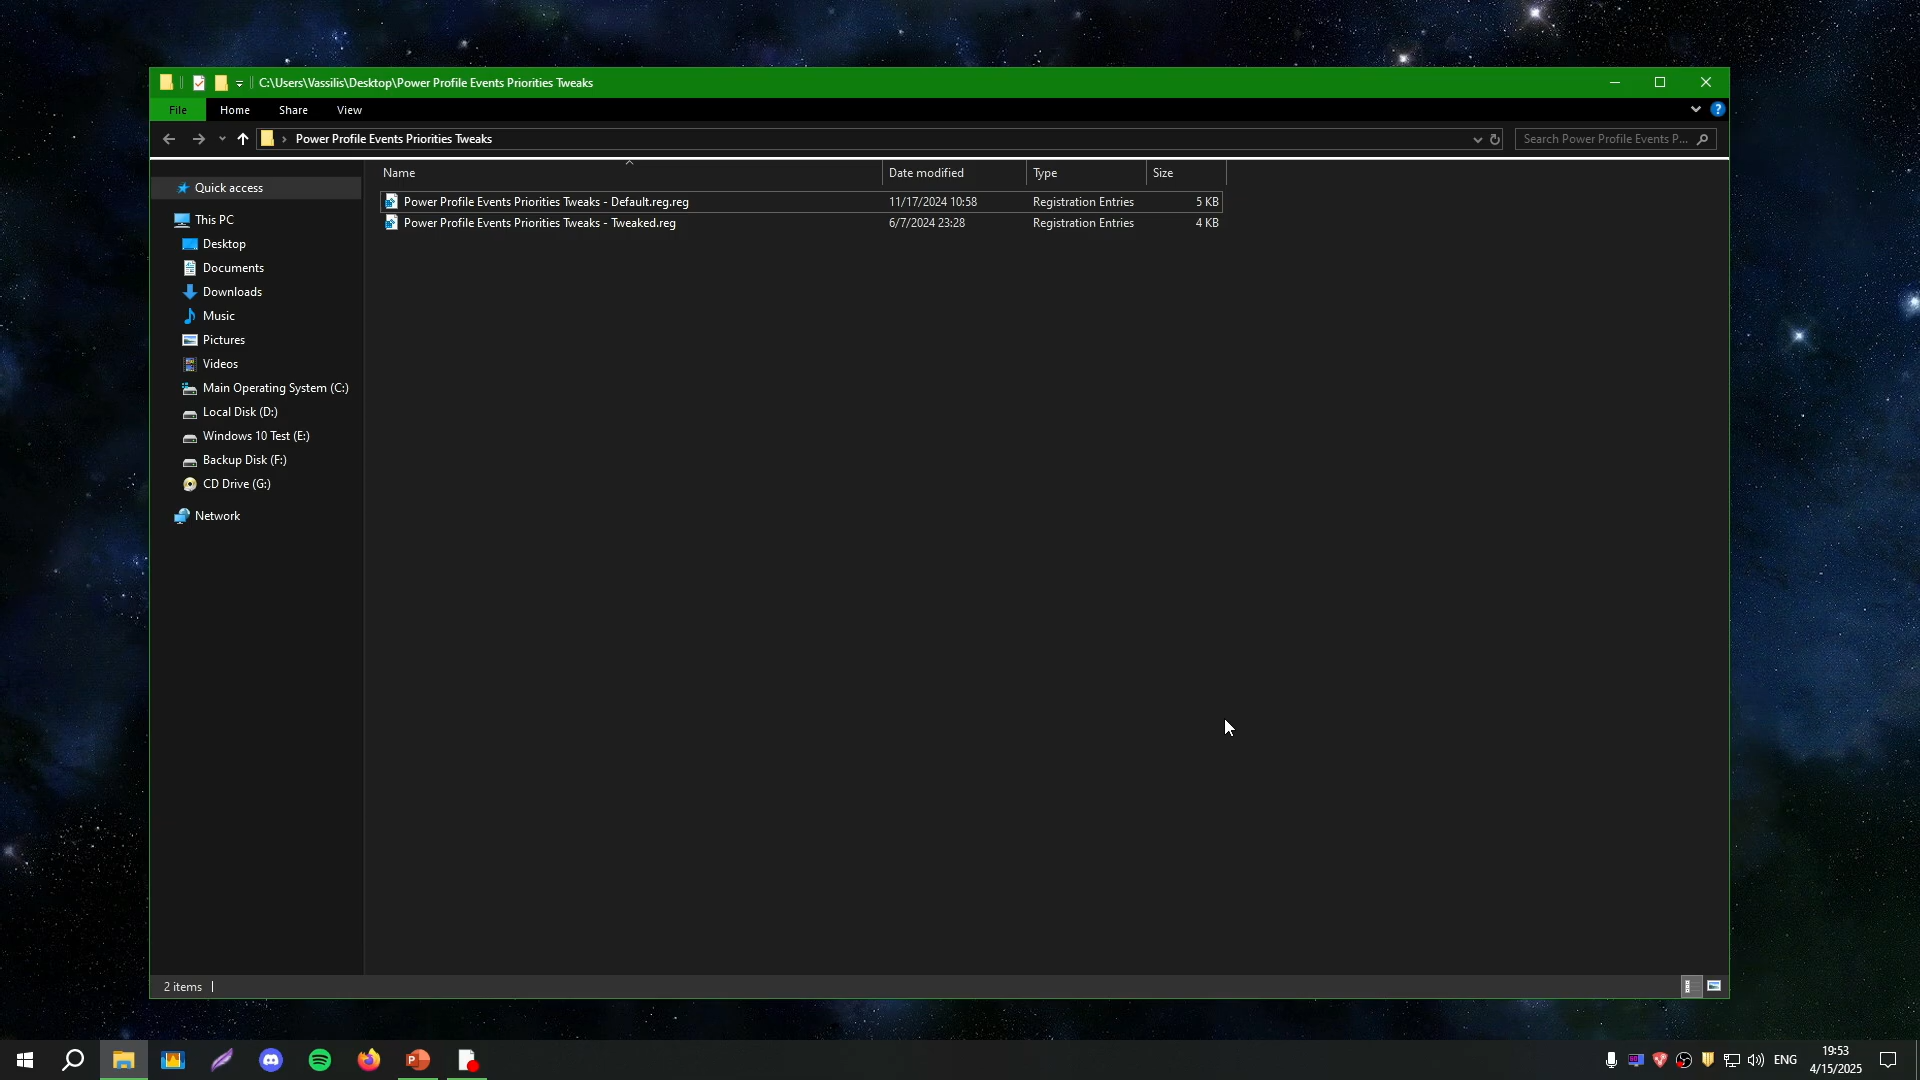 C:\Users\Vassilis\Desktop\Power Profile Events Priorities Tweaks
File Home Share View
Power Profile Events Priorities Tweaks
Search Power Profile Events P...
Name Date modified Type Size
Power Profile Events Priorities Tweaks - Default.reg.reg 11/17/2024 10:58 Registration Entries 5 KB
Power Profile Events Priorities Tweaks - Tweaked.reg 6/7/2024 23:28 Registration Entries 4 KB
Quick access
This PC
Desktop
Documents
Downloads
Music
Pictures
Videos
Main Operating System (C:)
Local Disk (D:)
Windows 10 Test (E:)
Backup Disk (F:)
CD Drive (G:)
Network
2 items
ENG
19:53
4/15/2025